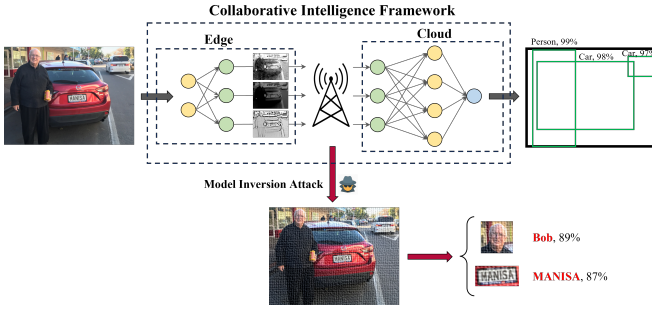 Collaborative Intelligence Framework
Edge
Cloud
MANISA
Person, 99%
Car, 97%
Car, 98%
Model Inversion Attack
MANISA
Bob, 89%
MANISA
MANISA, 87%